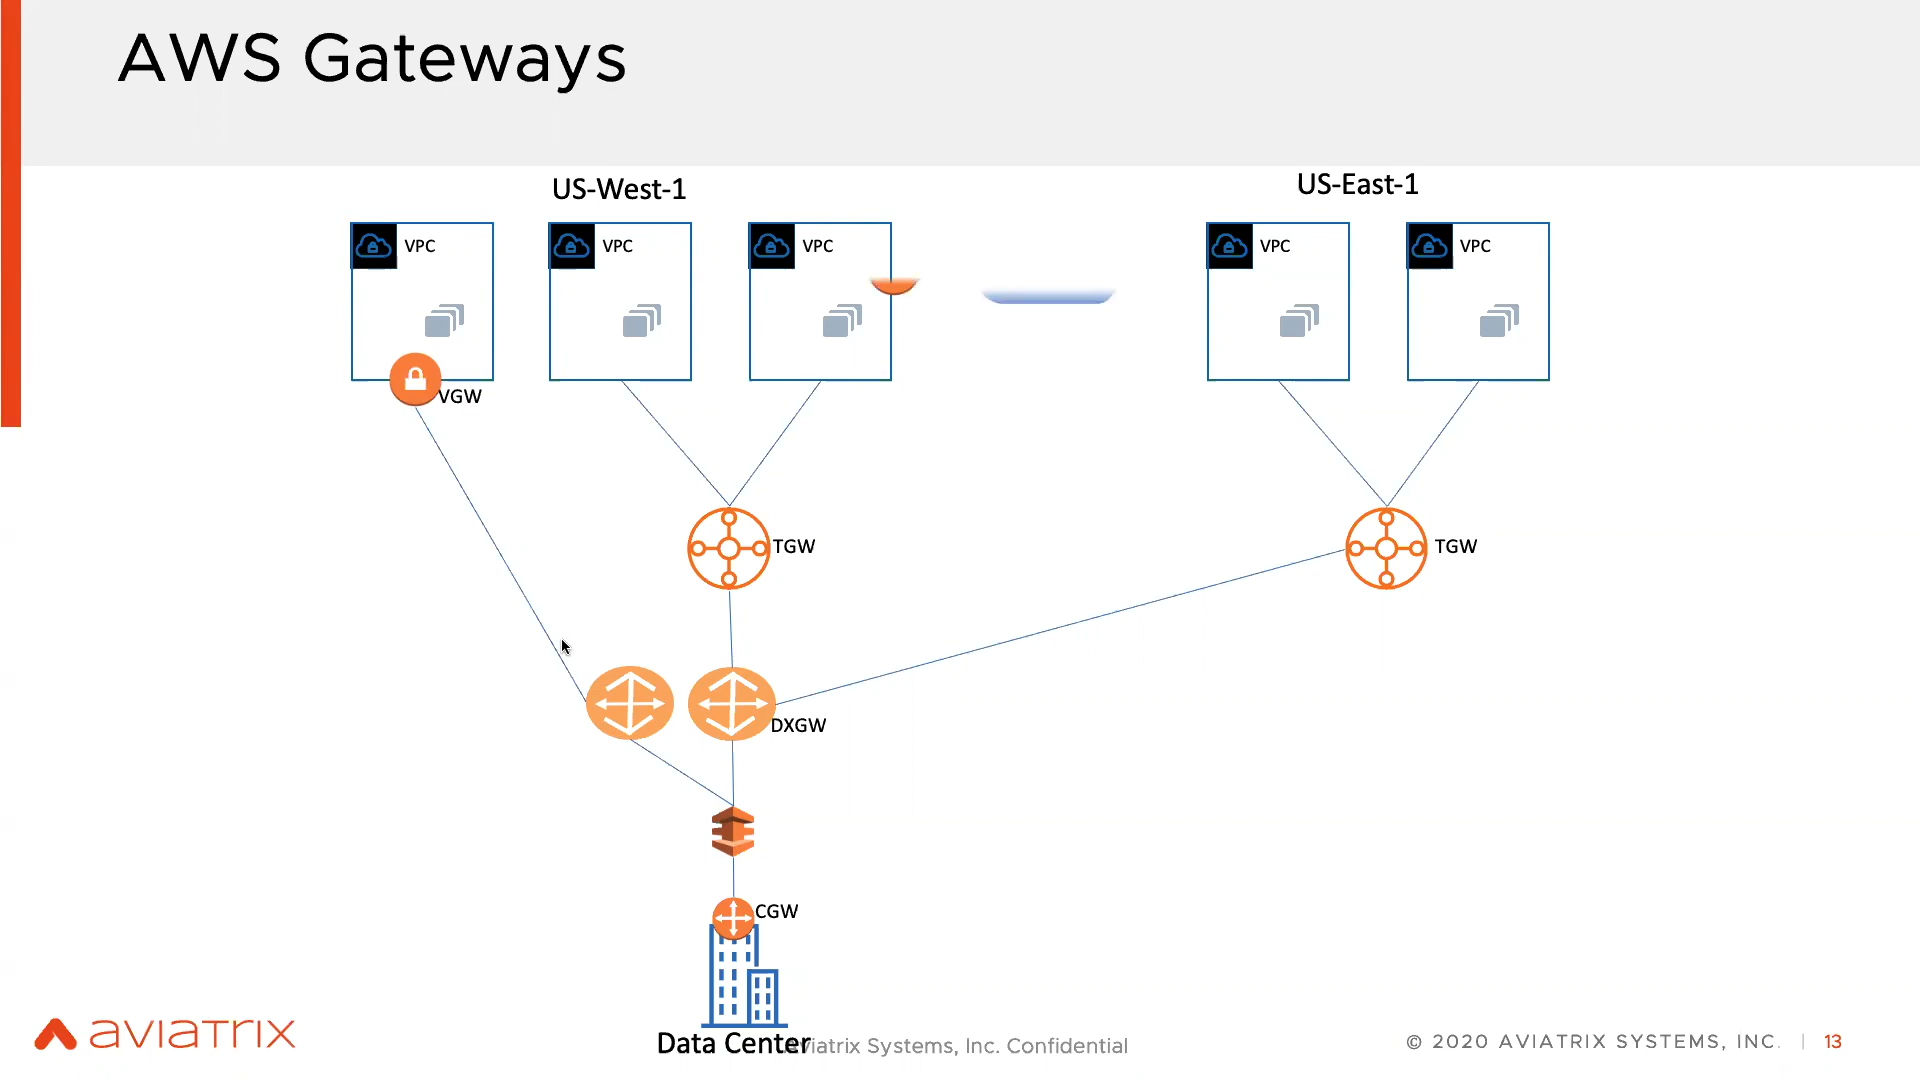 AWS Gateways
US-West-1
US-East-1
VPC
VPC
VPC
VPC
VPC
VGW
TGW
TGW
DXGW
CGW
Data Center
viatrix Systems, Inc. Confidential
aviatrix
© 2020 AVIATRIX SYSTEMS, INC. | 13